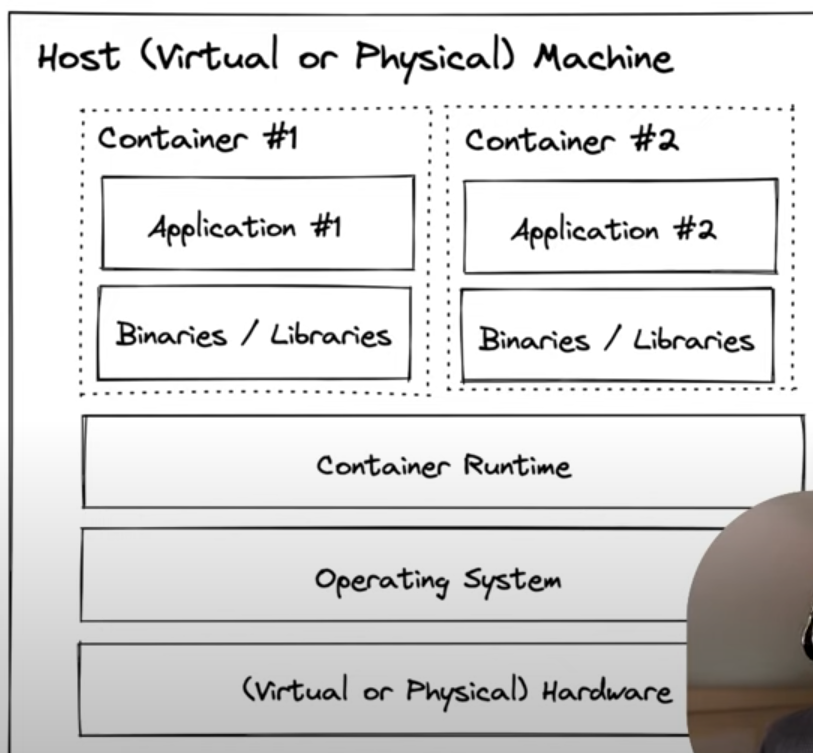 Host (Virtual or Physical) Machine
Container #1
Application #1
Binaries / Libraries
Container #2
Application #2
Binaries / Libraries
Container Runtime
Operating System
(Virtual or Physical) Hardware